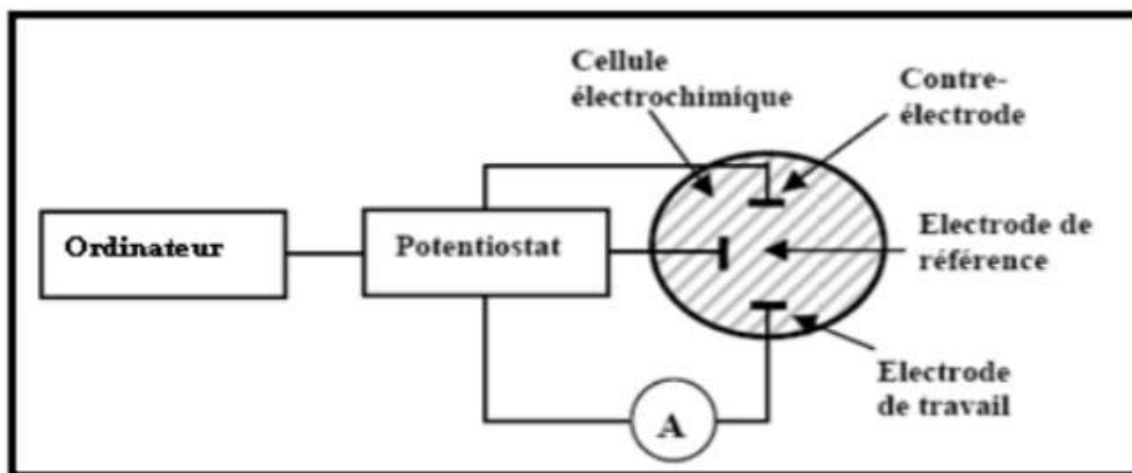 Cellule
électrochimique
Contre-
électrode
Ordinateur
Potentiostat
Electrode de
référence
Electrode
de travail
A